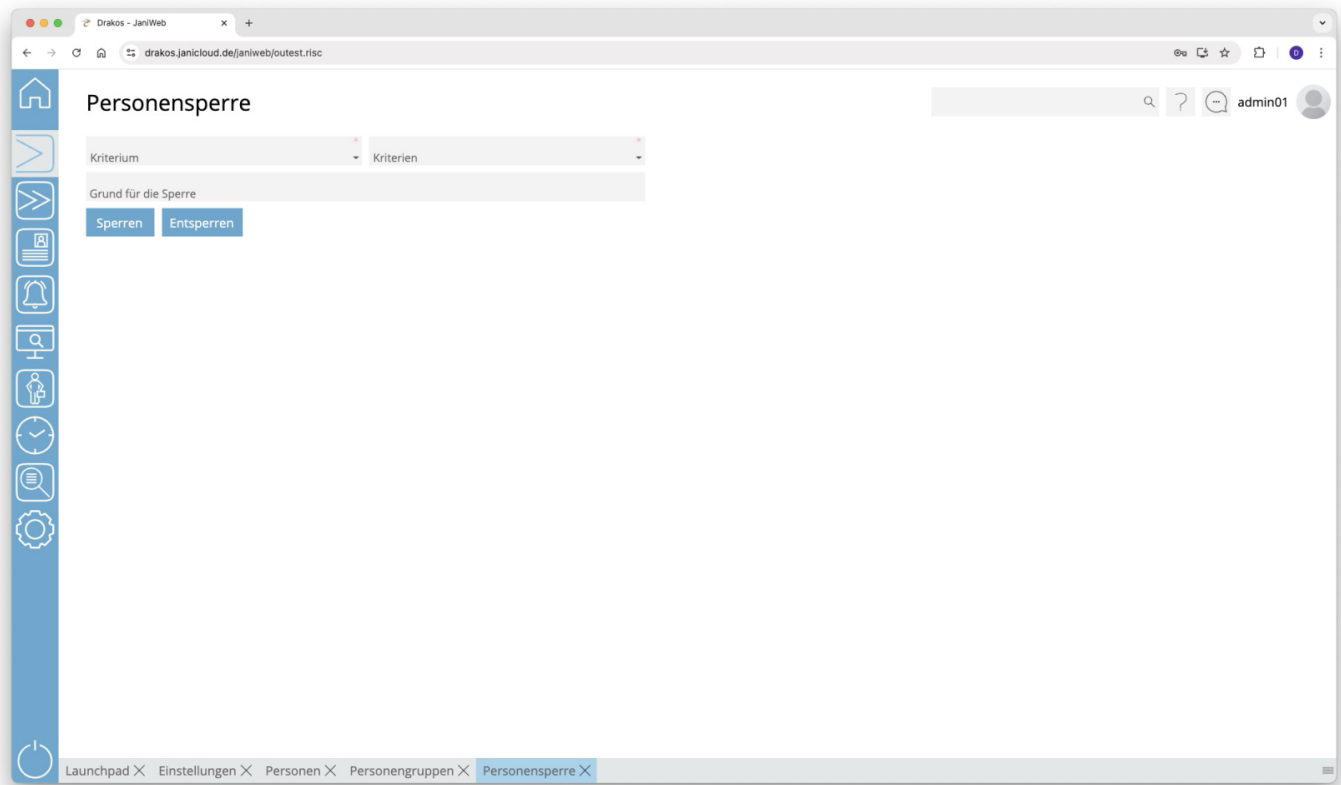 Drakos - JaniWeb
drakos.janicloud.de/janiweb/outest.risc
D
Personensperre
admin01
Kriterium * Kriterien *
Grund für die Sperre
Sperren Entsperren
Launchpad Einstellungen Personen Personengruppen Personensperre